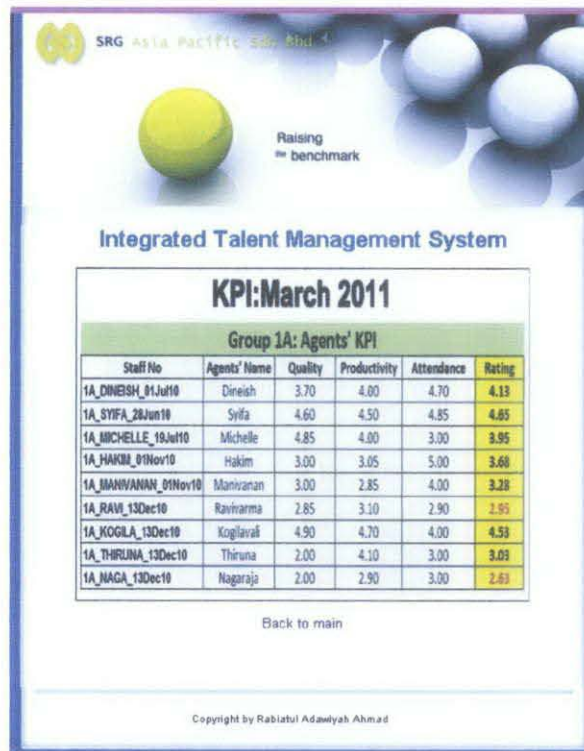 SRG Asia Pacific Sdn Bhd
Raising
the benchmark
Integrated Talent Management System
KPI:March 2011
Group 1A: Agents' KPI
Staff No Agents' Name Quality Productivity Attendance Rating
1A_DINEISH_01Jul10 Dineish 3.70 4.00 4.70 4.13
1A_SYIFA_28Jun10 Syifa 4.60 4.50 4.85 4.65
1A_MICHELLE_19Jul10 Michelle 4.85 4.00 3.00 3.95
1A_HAKIM_01Nov10 Hakim 3.00 3.05 5.00 3.68
1A_MANIVANAN_01Nov10 Manivanan 3.00 2.85 4.00 3.28
1A_RAVI_13Dec10 Ravivarma 2.85 3.10 2.90 2.95
1A_KOGILA_13Dec10 Kogilavali 4.90 4.70 4.00 4.53
1A_THIRUNA_13Dec10 Thiruna 2.00 4.10 3.00 3.03
1A_NAGA_13Dec10 Nagaraja 2.00 2.90 3.00 2.63
Back to main
Copyright by Rabiatul Adawiyah Ahmad